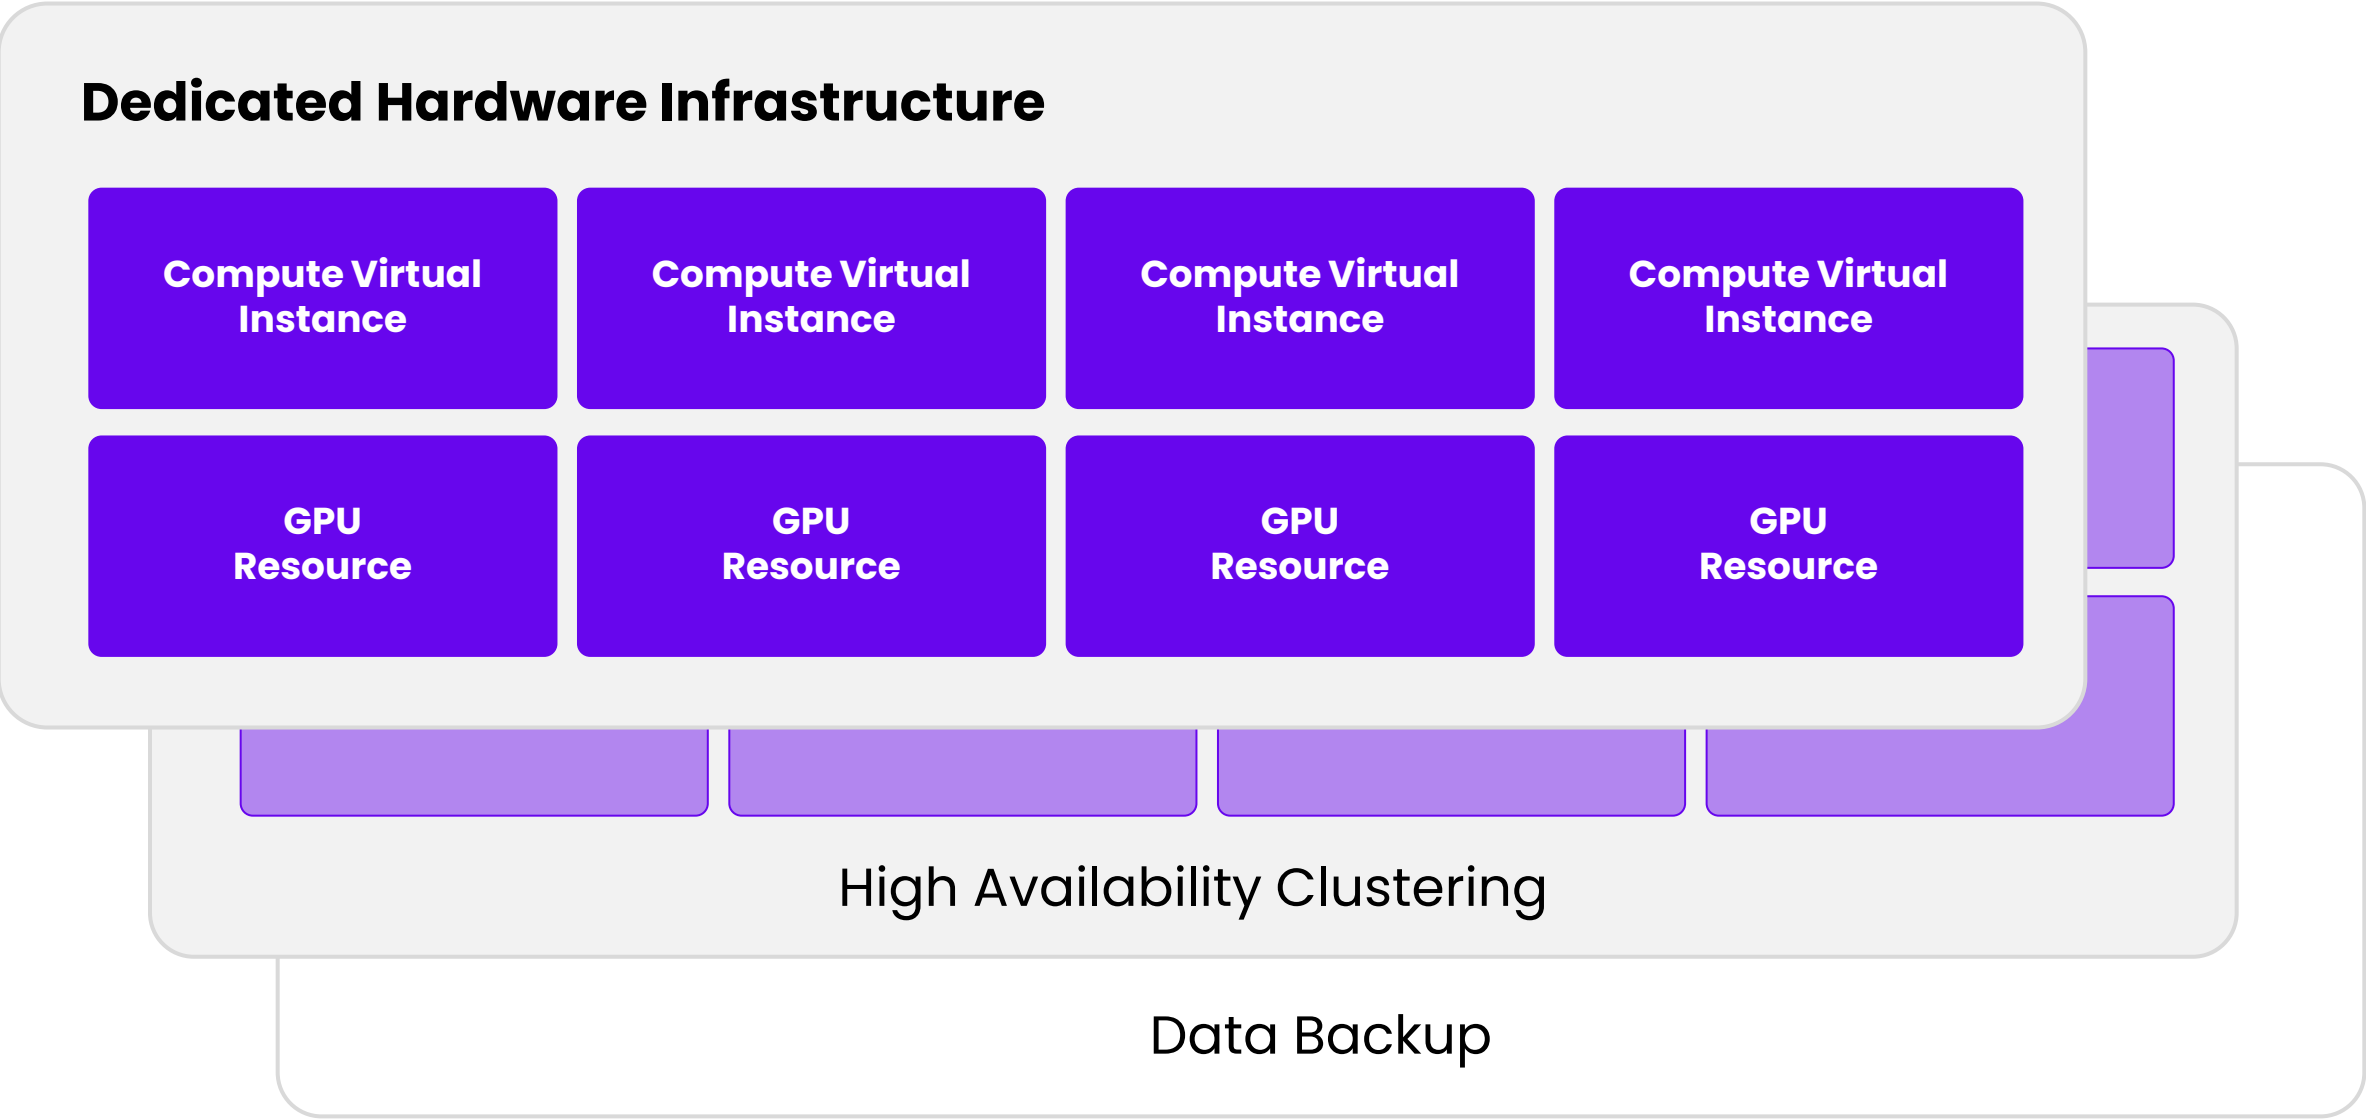 Dedicated Hardware Infrastructure
Compute Virtual
Instance
Compute Virtual
Instance
Compute Virtual
Instance
Compute Virtual
Instance
GPU
Resource
GPU
Resource
GPU
Resource
GPU
Resource
High Availability Clustering
Data Backup